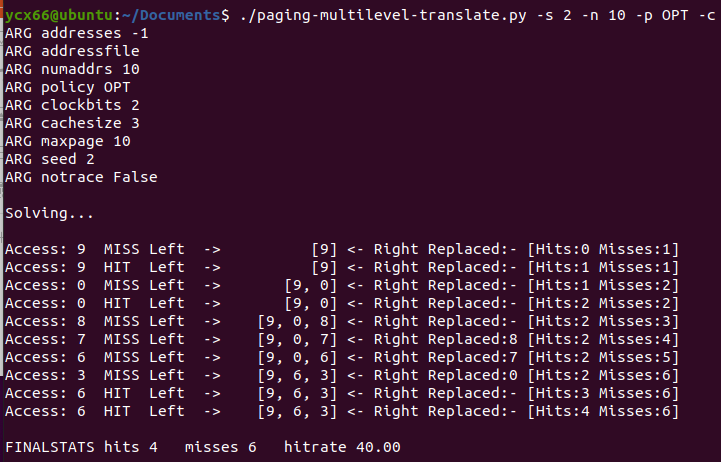 ycx66@ubuntu:~/Documents$ ./paging-multilevel-translate.py -s 2 -n 10 -p OPT -c
ARG addresses -1
ARG addressfile
ARG numaddrs 10
ARG policy OPT
ARG clockbits 2
ARG cachesize 3
ARG maxpage 10
ARG seed 2
ARG notrace False

Solving...

Access: 9  MISS Left  ->          [9] <- Right Replaced:- [Hits:0 Misses:1]
Access: 9  HIT  Left  ->          [9] <- Right Replaced:- [Hits:1 Misses:1]
Access: 0  MISS Left  ->       [9, 0] <- Right Replaced:- [Hits:1 Misses:2]
Access: 0  HIT  Left  ->       [9, 0] <- Right Replaced:- [Hits:2 Misses:2]
Access: 8  MISS Left  ->    [9, 0, 8] <- Right Replaced:- [Hits:2 Misses:3]
Access: 7  MISS Left  ->    [9, 0, 7] <- Right Replaced:8 [Hits:2 Misses:4]
Access: 6  MISS Left  ->    [9, 0, 6] <- Right Replaced:7 [Hits:2 Misses:5]
Access: 3  MISS Left  ->    [9, 6, 3] <- Right Replaced:0 [Hits:2 Misses:6]
Access: 6  HIT  Left  ->    [9, 6, 3] <- Right Replaced:- [Hits:3 Misses:6]
Access: 6  HIT  Left  ->    [9, 6, 3] <- Right Replaced:- [Hits:4 Misses:6]

FINALSTATS hits 4   misses 6   hitrate 40.00